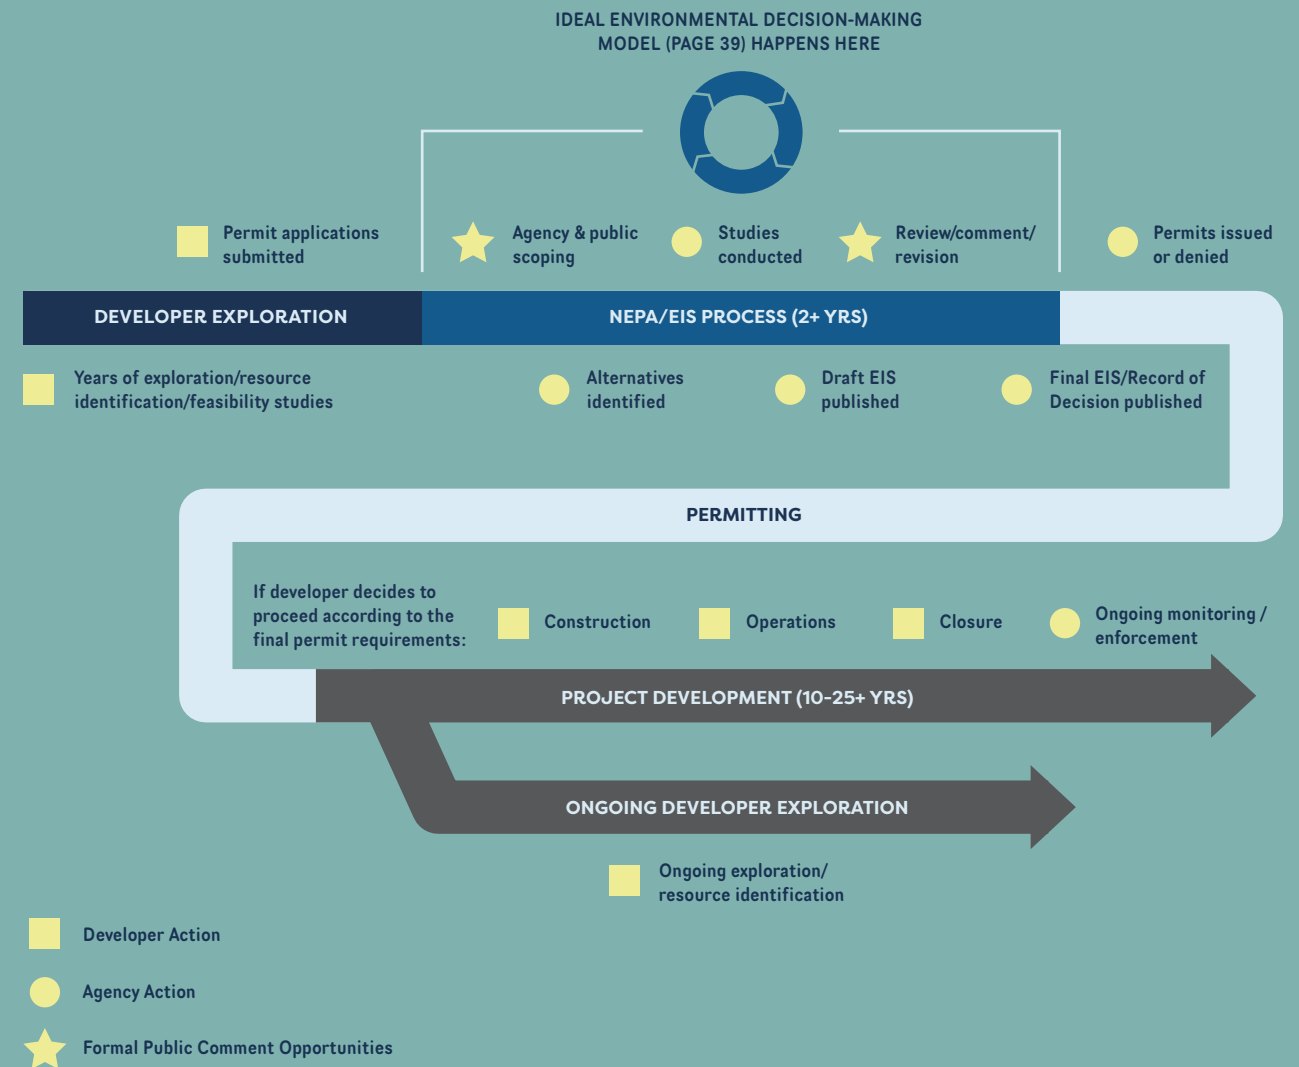 IDEAL ENVIRONMENTAL DECISION-MAKING
MODEL (PAGE 39) HAPPENS HERE
Permit applications
submitted
Agency & public
scoping
Studies
conducted
Review/comment/
revision
Permits issued
or denied
DEVELOPER EXPLORATION
NEPA/EIS PROCESS (2+ YRS)
Years of exploration/resource
identification/feasibility studies
Alternatives
identified
Draft EIS
published
Final EIS/Record of
Decision published
PERMITTING
If developer decides to
proceed according to the
final permit requirements:
Construction
Operations
Closure
Ongoing monitoring /
enforcement
PROJECT DEVELOPMENT (10-25+ YRS)
ONGOING DEVELOPER EXPLORATION
Ongoing exploration/
resource identification
Developer Action
Agency Action
Formal Public Comment Opportunities